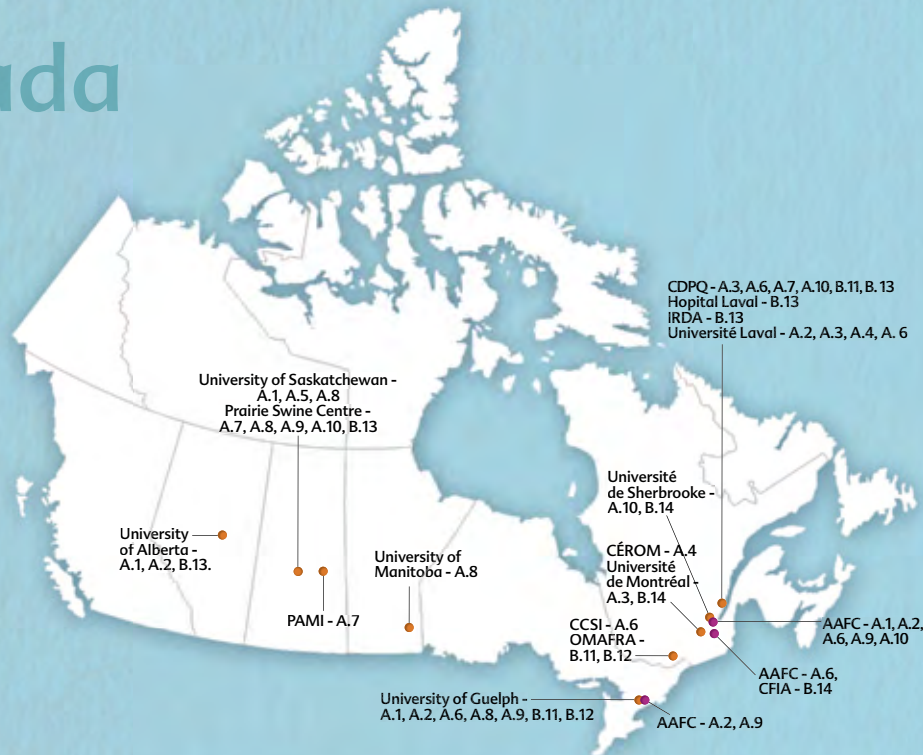 ada
CDPQ - A.3, A.6, A.7, A.10, B.11, B. 13
Hopital Laval - B.13
IRDA - B.13
Université Laval - A.2, A.3, A.4, A. 6
University of Saskatchewan -
A.1, A.5, A.8
Prairie Swine Centre -
A.7, A.8, A.9, A.10, B.13
Université
de Sherbrooke -
A.10, B.14
University
of Alberta -
A.1, A.2, B.13.
University of
Manitoba - A.8
CÉROM - A.4
Université
de Montréal -
A.3, B.14
PAMI - A.7
CCSI - A.6
OMAFRA -
B.11, B.12
AAFC - A.1, A.2,
A.6, A.9, A.10
AAFC - A.6,
CFIA - B.14
University of Guelph -
A.1, A.2, A.6, A.8, A.9, B.11, B.12
AAFC - A.2, A.9